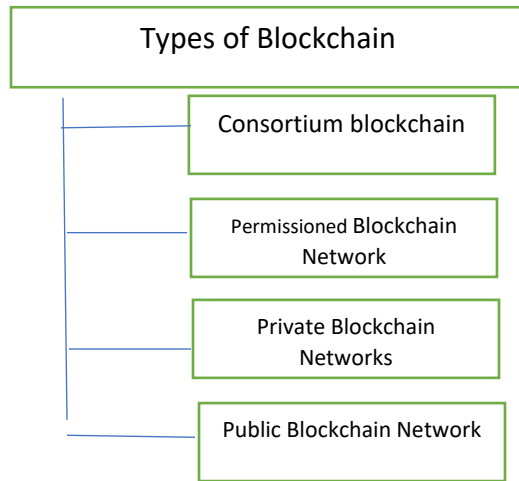 Types of Blockchain
Consortium blockchain
Permissioned Blockchain
Network
Private Blockchain
Networks
Public Blockchain Network